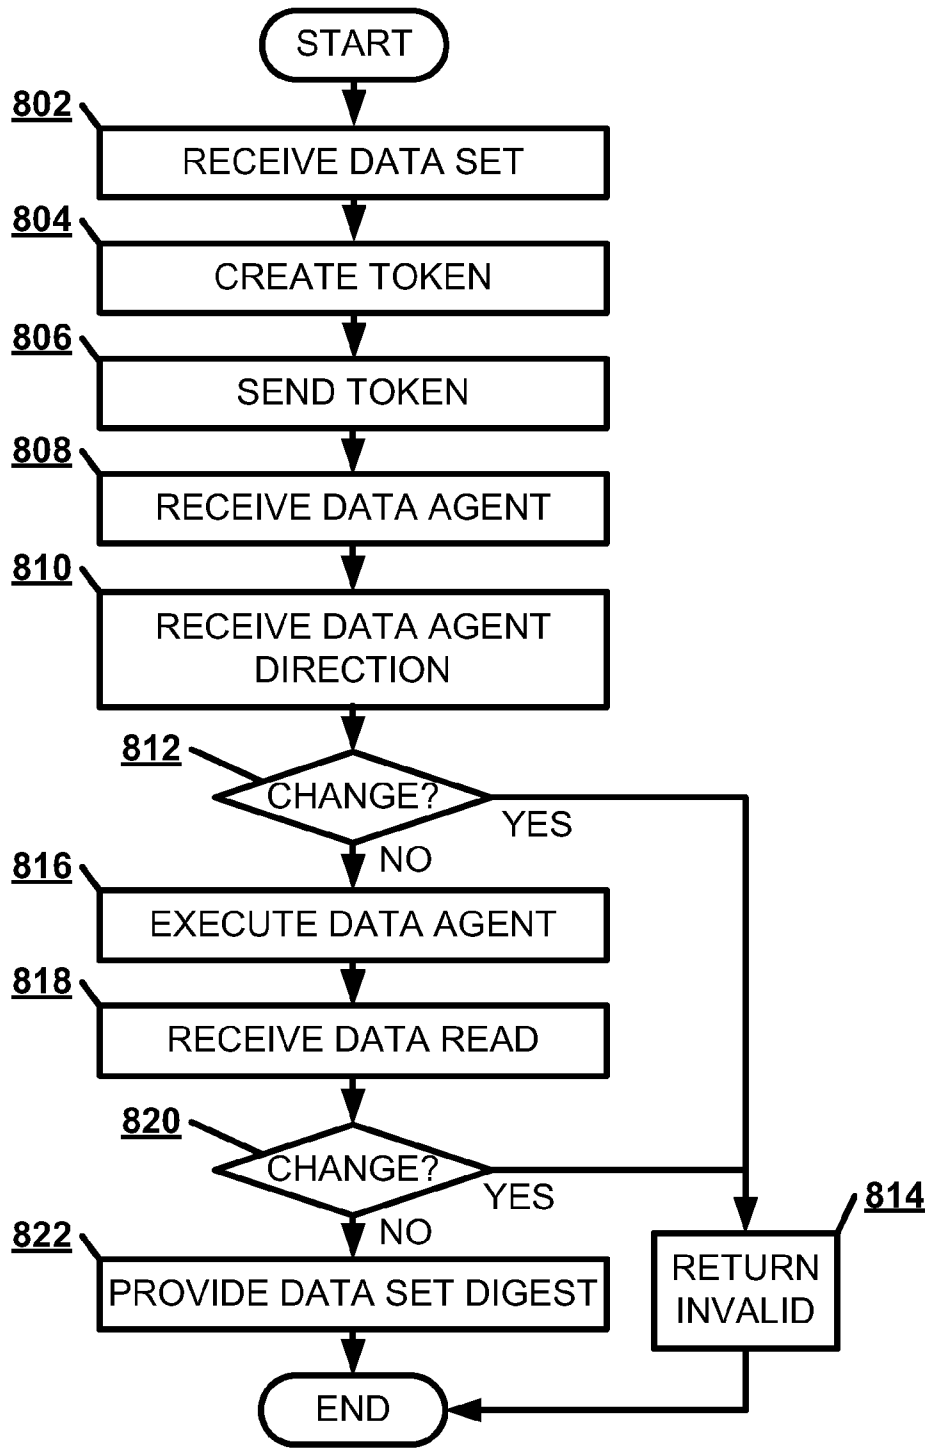 START
802
RECEIVE DATA SET
804
CREATE TOKEN
806
SEND TOKEN
808
RECEIVE DATA AGENT
810
RECEIVE DATA AGENT
DIRECTION
812
CHANGE?
YES
NO
816
EXECUTE DATA AGENT
818
RECEIVE DATA READ
820
CHANGE?
YES
NO
814
RETURN
INVALID
822
PROVIDE DATA SET DIGEST
END